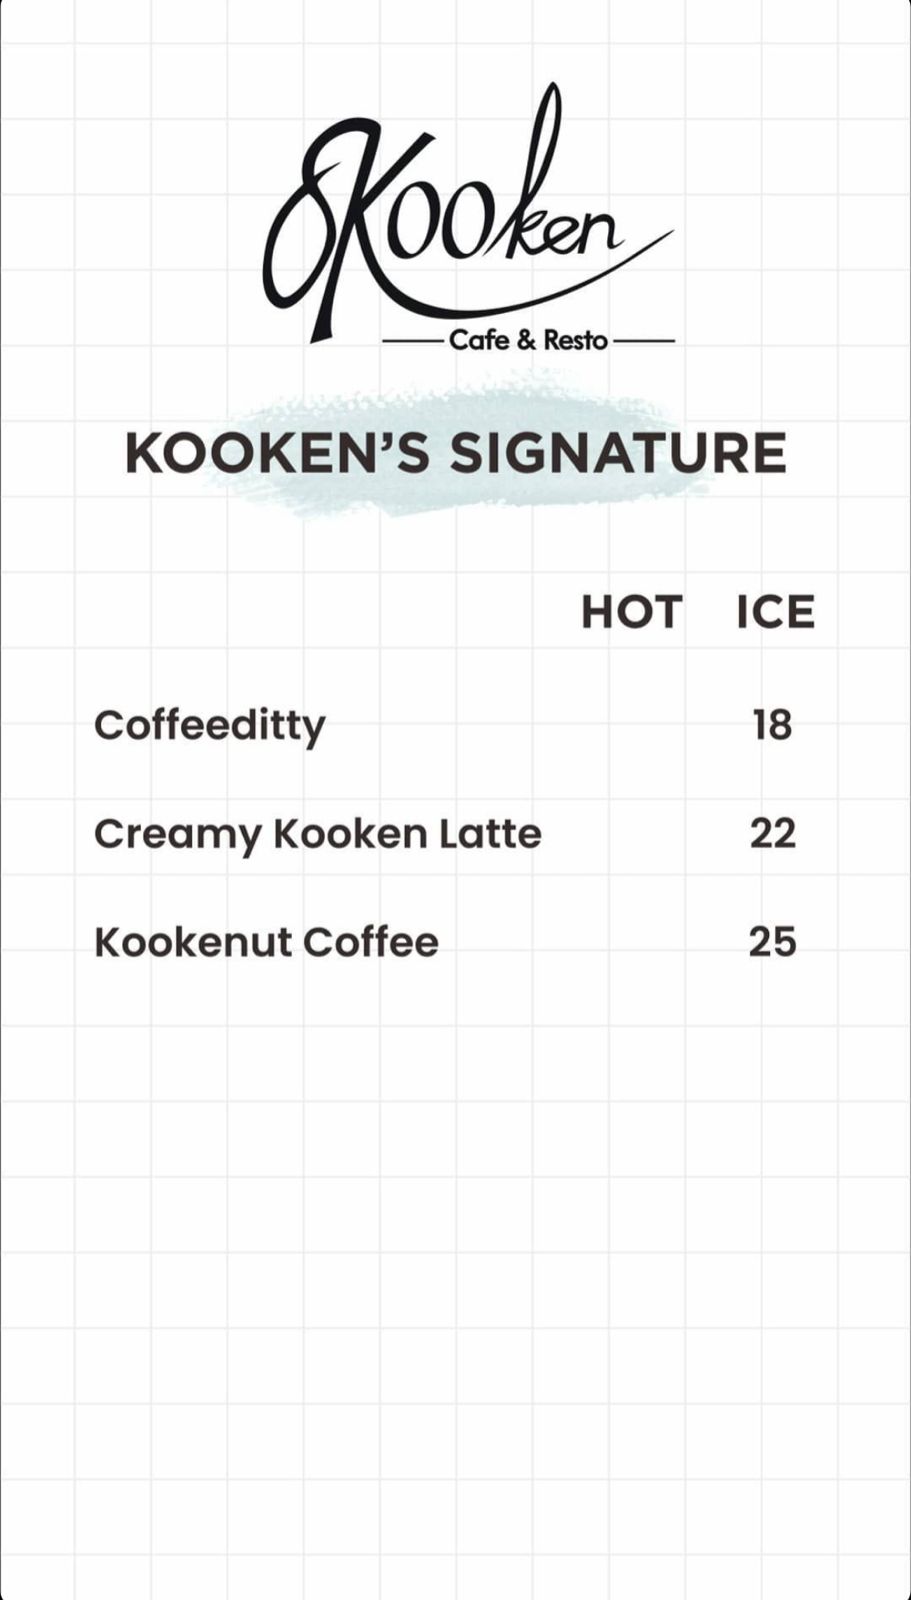 Kooken
Cafe & Resto
KOOKEN’S SIGNATURE
HOT ICE
Coffeeditty 18
Creamy Kooken Latte 22
Kookenut Coffee 25